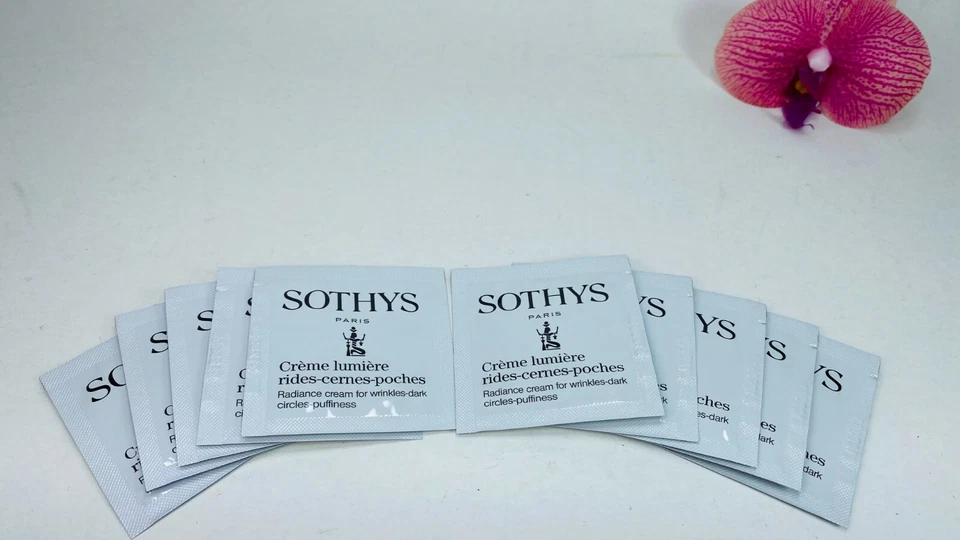 SOTHYS
PARIS
Crème lumière
rides-cernes-poches
Radiance cream for wrinkles-dark
circles-puffiness
SOTHYS
PARIS
Crème lumière
rides-cernes-poches
Radiance cream for wrinkles-dark
circles-puffiness